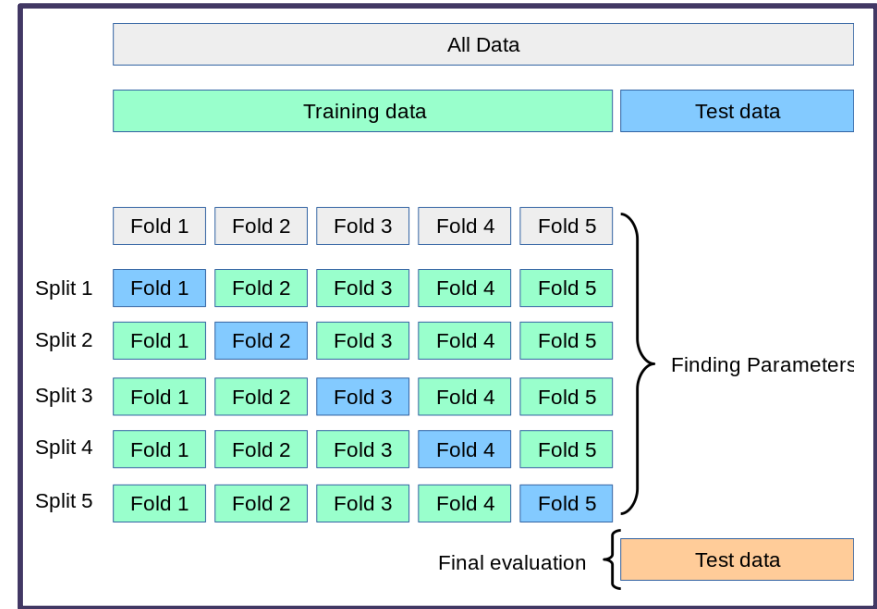 All Data
Training data Test data
Fold 1 Fold 2 Fold 3 Fold 4 Fold 5
Split 1 Fold 1 Fold 2 Fold 3 Fold 4 Fold 5
Split 2 Fold 1 Fold 2 Fold 3 Fold 4 Fold 5
Finding Parameters
Split 3 Fold 1 Fold 2 Fold 3 Fold 4 Fold 5
Split 4 Fold 1 Fold 2 Fold 3 Fold 4 Fold 5
Split 5 Fold 1 Fold 2 Fold 3 Fold 4 Fold 5
Final evaluation Test data